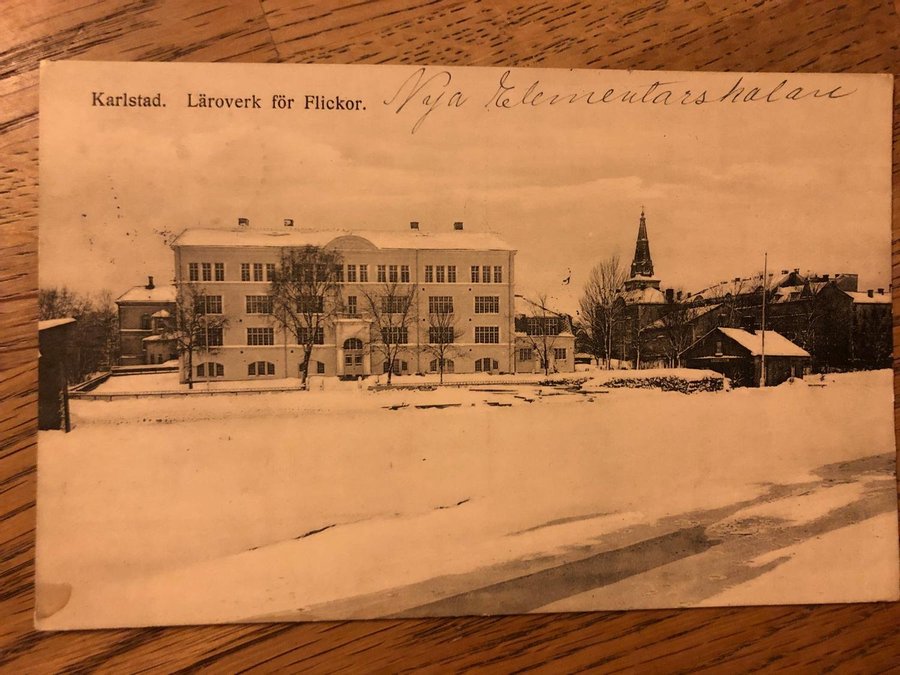 Karlstad. Läroverk för Flickor. Nya Elementarskolan